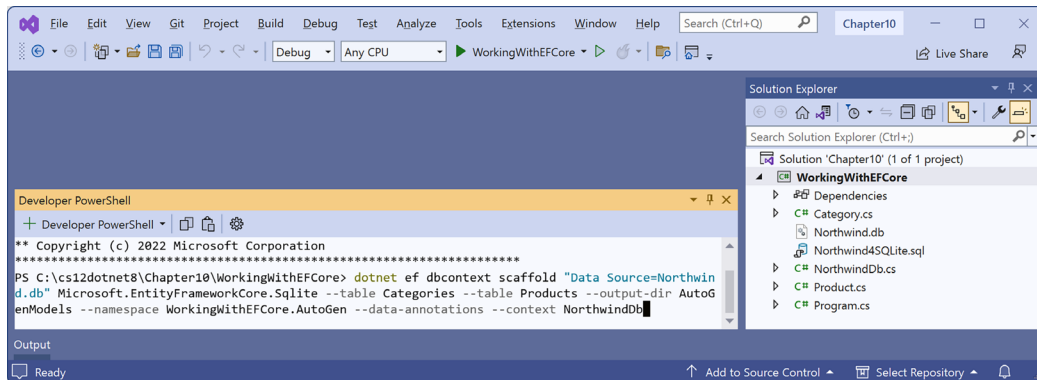 File Edit View Git Project Build Debug Test Analyze Tools Extensions Window Help Search (Ctrl+Q) Chapter10
Debug Any CPU WorkingWithEFCore Live Share
Solution Explorer
Search Solution Explorer (Ctrl+;)
Solution 'Chapter10' (1 of 1 project)
C# WorkingWithEFCore
Dependencies
C# Category.cs
Northwind.db
Northwind4SQLite.sql
C# NorthwindDb.cs
C# Product.cs
C# Program.cs
Developer PowerShell
Developer PowerShell
** Copyright (c) 2022 Microsoft Corporation
**********************************************************************
PS C:\cs12dotnet8\Chapter10\WorkingWithEFCore> dotnet ef dbcontext scaffold "Data Source=Northwin
d.db" Microsoft.EntityFrameworkCore.Sqlite --table Categories --table Products --output-dir AutoG
enModels --namespace WorkingWithEFCore.AutoGen --data-annotations --context NorthwindDb
Output
Ready Add to Source Control Select Repository